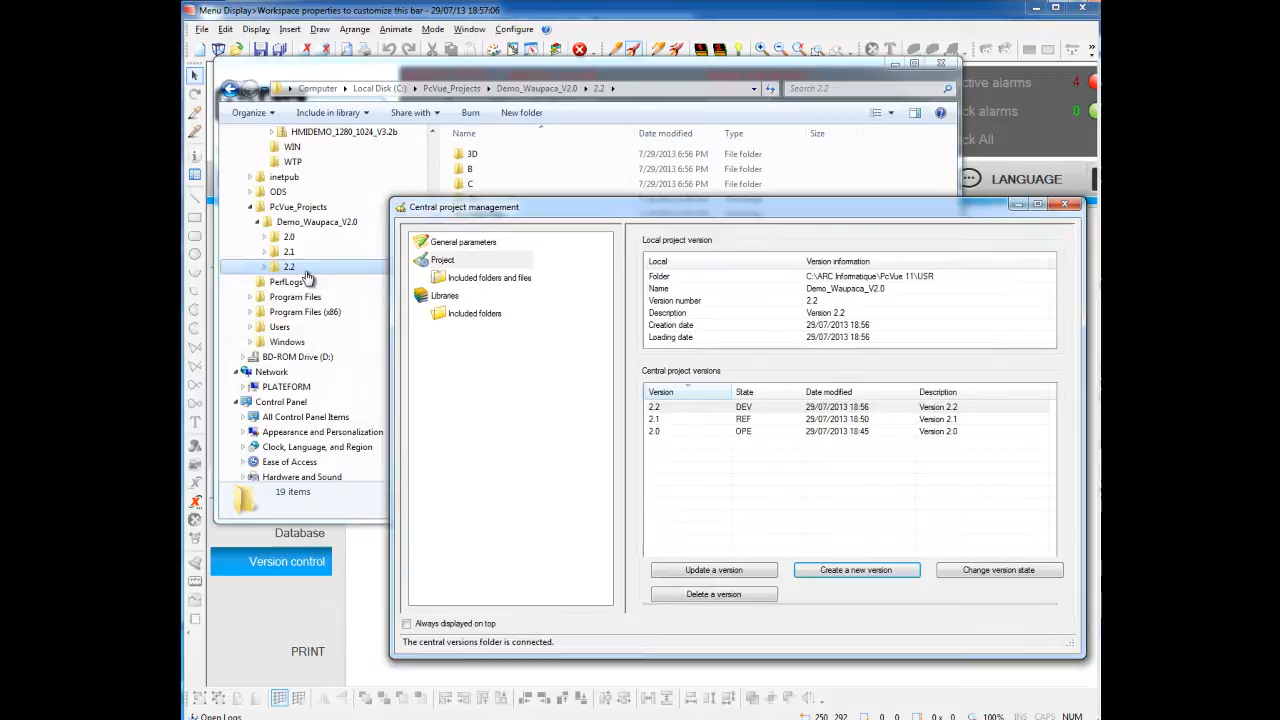 Menu Display>Workspace properties to customize this bar - 29/07/13 18:57:06
File Edit Display Insert Draw Arrange Animate Mode Window Configure
Computer Local Disk (C:) PcVue_Projects Demo_Waupaca_V2.0 2.2 Search 2.2
Organize Include in library Share with Burn New folder
active alarms 4
ck alarms 0
ck All
LANGUAGE
HMIDEMO_1280_1024_V3.2b
WIN
WTP
inetpub
ODS
PcVue_Projects
Demo_Waupaca_V2.0
2.0
2.1
2.2
PerfLogs
Program Files
Program Files (x86)
Users
Windows
BD-ROM Drive (D:)
Network
PLATEFORM
Control Panel
All Control Panel Items
Appearance and Personalization
Clock, Language, and Region
Ease of Access
Hardware and Sound
19 items
Name Date modified Type Size
3D 7/29/2013 6:56 PM File folder
B 7/29/2013 6:56 PM File folder
C 7/29/2013 6:56 PM File folder
Central project management
General parameters
Project
Included folders and files
Libraries
Included folders
Local project version
Local Version information
Folder C:\ARC Informatique\PcVue 11\USR
Name Demo_Waupaca_V2.0
Version number 2.2
Description Version 2.2
Creation date 29/07/2013 18:56
Loading date 29/07/2013 18:56
Central project versions
Version State Date modified Description
2.2 DEV 29/07/2013 18:56 Version 2.2
2.1 REF 29/07/2013 18:50 Version 2.1
2.0 OPE 29/07/2013 18:45 Version 2.0
Update a version Create a new version Change version state
Delete a version
Always displayed on top
The central versions folder is connected.
Database
Version control
PRINT
Open Logs 250 292 0 0 0 x 0 100% INS CAPS NUM